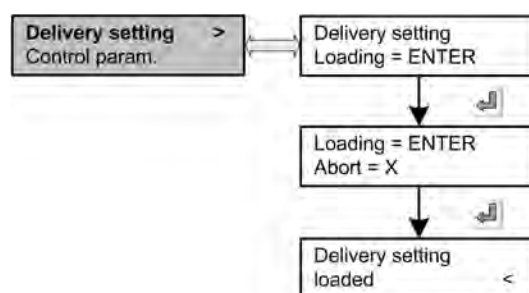 Delivery setting >
Control param.
Delivery setting
Loading = ENTER
Loading = ENTER
Abort = X
Delivery setting
loaded <